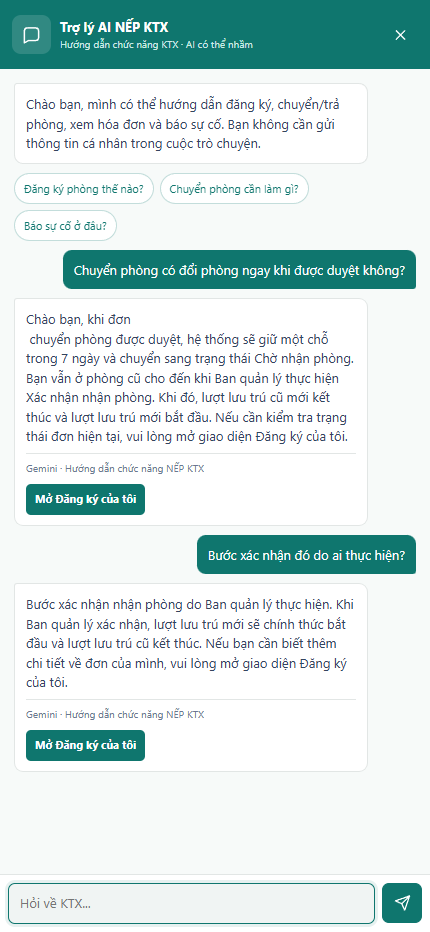 Trợ lý AI NẾP KTX
Hướng dẫn chức năng KTX · AI có thể nhầm
Chào bạn, mình có thể hướng dẫn đăng ký, chuyển/trả
phòng, xem hóa đơn và báo sự cố. Bạn không cần gửi
thông tin cá nhân trong cuộc trò chuyện.
Đăng ký phòng thế nào?
Chuyển phòng cần làm gì?
Báo sự cố ở đâu?
Chuyển phòng có đổi phòng ngay khi được duyệt không?
Chào bạn, khi đơn
chuyển phòng được duyệt, hệ thống sẽ giữ một chỗ
trong 7 ngày và chuyển sang trạng thái Chờ nhận phòng.
Bạn vẫn ở phòng cũ cho đến khi Ban quản lý thực hiện
Xác nhận nhận phòng. Khi đó, lượt lưu trú cũ mới kết
thúc và lượt lưu trú mới bắt đầu. Nếu cần kiểm tra trạng
thái đơn hiện tại, vui lòng mở giao diện Đăng ký của tôi.
Gemini · Hướng dẫn chức năng NẾP KTX
Mở Đăng ký của tôi
Bước xác nhận đó do ai thực hiện?
Bước xác nhận nhận phòng do Ban quản lý thực hiện. Khi
Ban quản lý xác nhận, lượt lưu trú mới sẽ chính thức bắt
đầu và lượt lưu trú cũ kết thúc. Nếu bạn cần biết thêm
chi tiết về đơn của mình, vui lòng mở giao diện Đăng ký
của tôi.
Gemini · Hướng dẫn chức năng NẾP KTX
Mở Đăng ký của tôi
Hỏi về KTX...